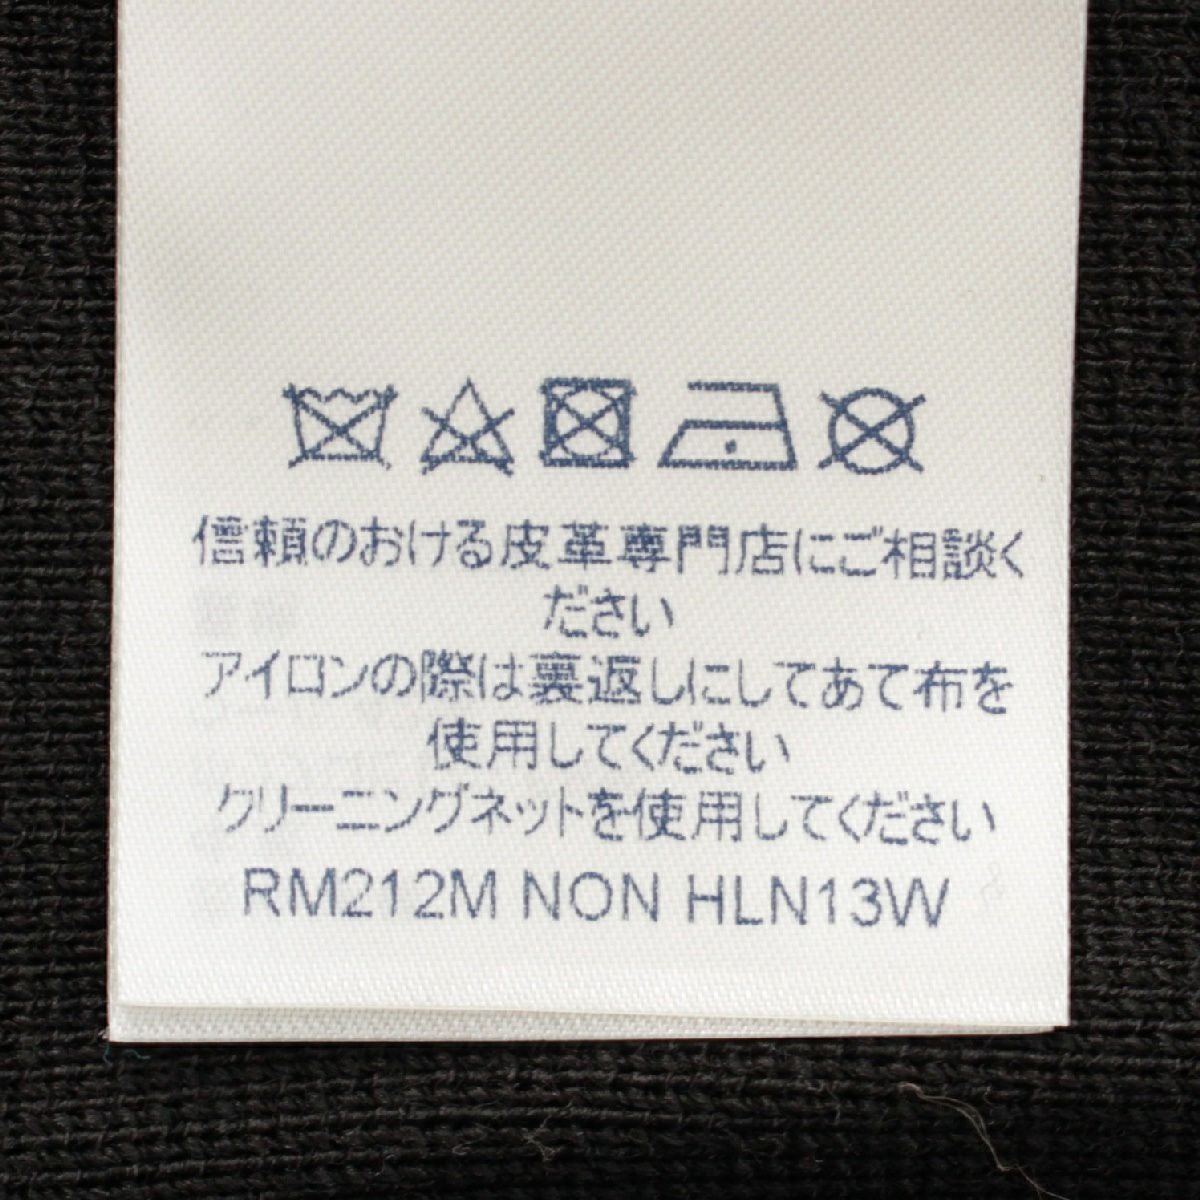 信頼のおける皮革専門店にご相談く
ださい
アイロンの際は裏返しにしてあて布を
使用してください
クリーニングネットを使用してください
RM212M NON HLN13W